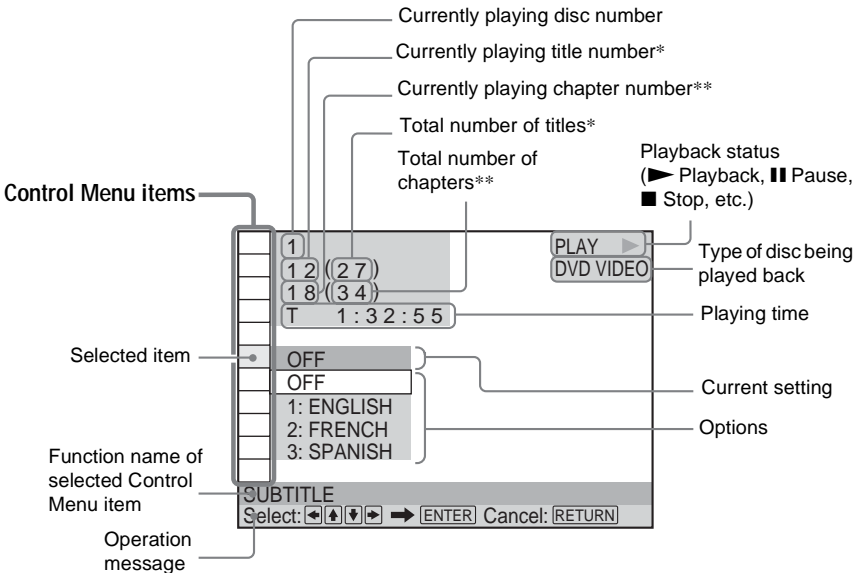 Currently playing disc number
Currently playing title number*
Currently playing chapter number**
Total number of titles*
Total number of
chapters**
Playback status
(▶ Playback, ❚❚ Pause,
■ Stop, etc.)
Control Menu items
1
12(27)
18(34)
T 1:32:55
PLAY ▶
DVD VIDEO
Type of disc being
played back
Playing time
Selected item
OFF
OFF
1: ENGLISH
2: FRENCH
3: SPANISH
Current setting
Options
Function name of
selected Control
Menu item
SUBTITLE
Select: ←↑↓→ ➡ ENTER Cancel: RETURN
Operation
message